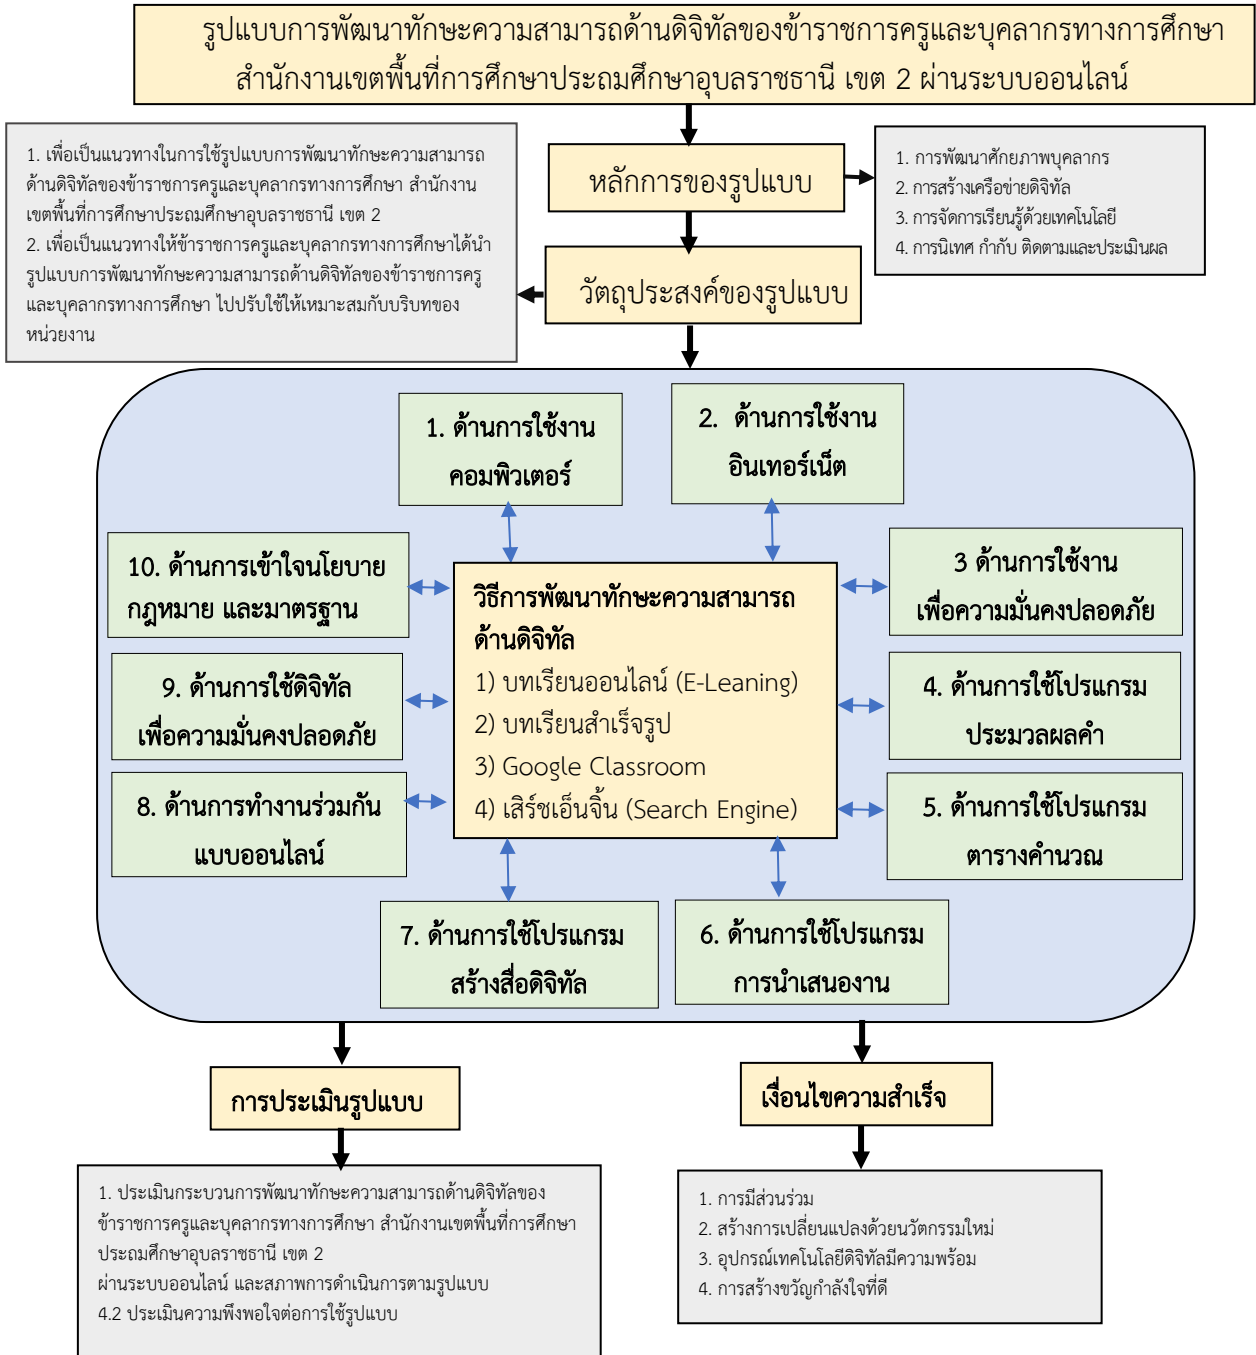 รูปแบบการพัฒนาทักษะความสามารถด้านดิจิทัลของข้าราชการครูและบุคลากรทางการศึกษา
สำนักงานเขตพื้นที่การศึกษาประถมศึกษาอุบลราชธานี เขต 2 ผ่านระบบออนไลน์
หลักการของรูปแบบ
1. การพัฒนาศักยภาพบุคลากร
2. การสร้างเครือข่ายดิจิทัล
3. การจัดการเรียนรู้ด้วยเทคโนโลยี
4. การนิเทศ กำกับ ติดตามและประเมินผล
วัตถุประสงค์ของรูปแบบ
1. เพื่อเป็นแนวทางในการใช้รูปแบบการพัฒนาทักษะความสามารถ
ด้านดิจิทัลของข้าราชการครูและบุคลากรทางการศึกษา สำนักงาน
เขตพื้นที่การศึกษาประถมศึกษาอุบลราชธานี เขต 2
2. เพื่อเป็นแนวทางให้ข้าราชการครูและบุคลากรทางการศึกษาได้นำ
รูปแบบการพัฒนาทักษะความสามารถด้านดิจิทัลของข้าราชการครู
และบุคลากรทางการศึกษา ไปปรับใช้ให้เหมาะสมกับบริบทของ
หน่วยงาน
1. ด้านการใช้งาน
คอมพิวเตอร์
2. ด้านการใช้งาน
อินเทอร์เน็ต
3 ด้านการใช้งาน
เพื่อความมั่นคงปลอดภัย
4. ด้านการใช้โปรแกรม
ประมวลผลคำ
5. ด้านการใช้โปรแกรม
ตารางคำนวณ
6. ด้านการใช้โปรแกรม
การนำเสนองาน
7. ด้านการใช้โปรแกรม
สร้างสื่อดิจิทัล
8. ด้านการทำงานร่วมกัน
แบบออนไลน์
9. ด้านการใช้ดิจิทัล
เพื่อความมั่นคงปลอดภัย
10. ด้านการเข้าใจนโยบาย
กฎหมาย และมาตรฐาน
วิธีการพัฒนาทักษะความสามารถ
ด้านดิจิทัล
1) บทเรียนออนไลน์ (E-Leaning)
2) บทเรียนสำเร็จรูป
3) Google Classroom
4) เสิร์ชเอ็นจิ้น (Search Engine)
การประเมินรูปแบบ
1. ประเมินกระบวนการพัฒนาทักษะความสามารถด้านดิจิทัลของ
ข้าราชการครูและบุคลากรทางการศึกษา สำนักงานเขตพื้นที่การศึกษา
ประถมศึกษาอุบลราชธานี เขต 2
ผ่านระบบออนไลน์ และสภาพการดำเนินการตามรูปแบบ
4.2 ประเมินความพึงพอใจต่อการใช้รูปแบบ
เงื่อนไขความสำเร็จ
1. การมีส่วนร่วม
2. สร้างการเปลี่ยนแปลงด้วยนวัตกรรมใหม่
3. อุปกรณ์เทคโนโลยีดิจิทัลมีความพร้อม
4. การสร้างขวัญกำลังใจที่ดี